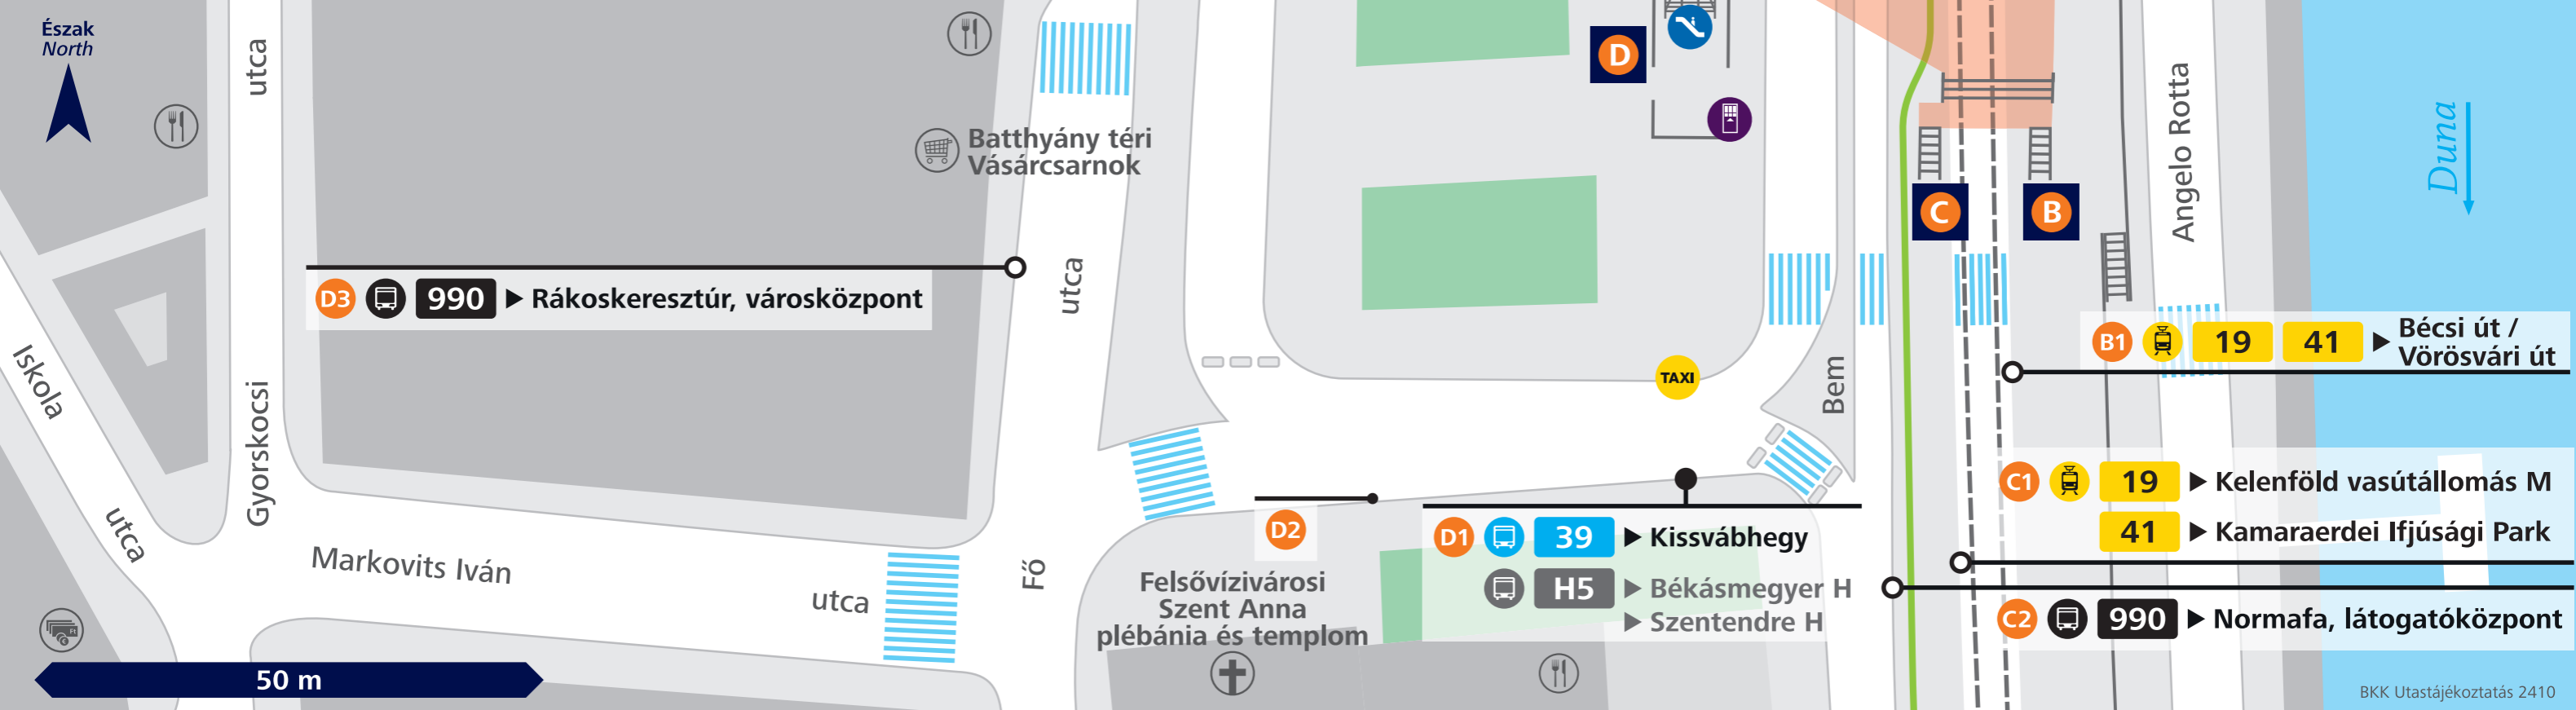 Észak
North
utca
D
Batthyány téri
Vásárcsarnok
Angelo Rotta
Duna
C
B
utca
D3 990 Rákoskeresztúr, városközpont
Iskola
utca
Gyorskocsi
TAXI
Bem
B1 19 41 Bécsi út /
Vörösvári út
C1 19 Kelenföld vasútállomás M
41 Kamaraerdei Ifjúsági Park
C2 990 Normafa, látogatóközpont
D2
D1 39 Kissvábhegy
H5 Békásmegyer H
Szentendre H
Markovits Iván
utca
Fő
Felsővízivárosi
Szent Anna
plébánia és templom
50 m
BKK Utastájékoztatás 2410